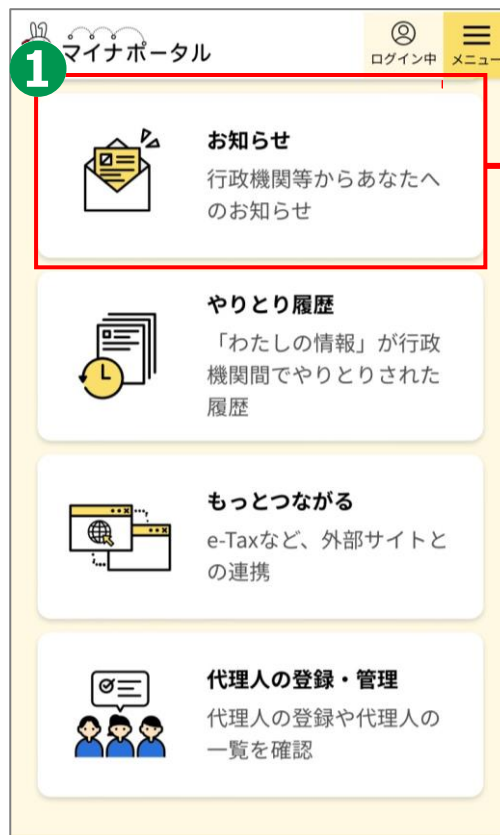 マイナポータル
ログイン中
メニュー
1
お知らせ
行政機関等からあなたへ
のお知らせ
やりとり履歴
「わたしの情報」が行政
機関間でやりとりされた
履歴
もっとつながる
e-Taxなど、外部サイトと
の連携
代理人の登録・管理
代理人の登録や代理人の
一覧を確認